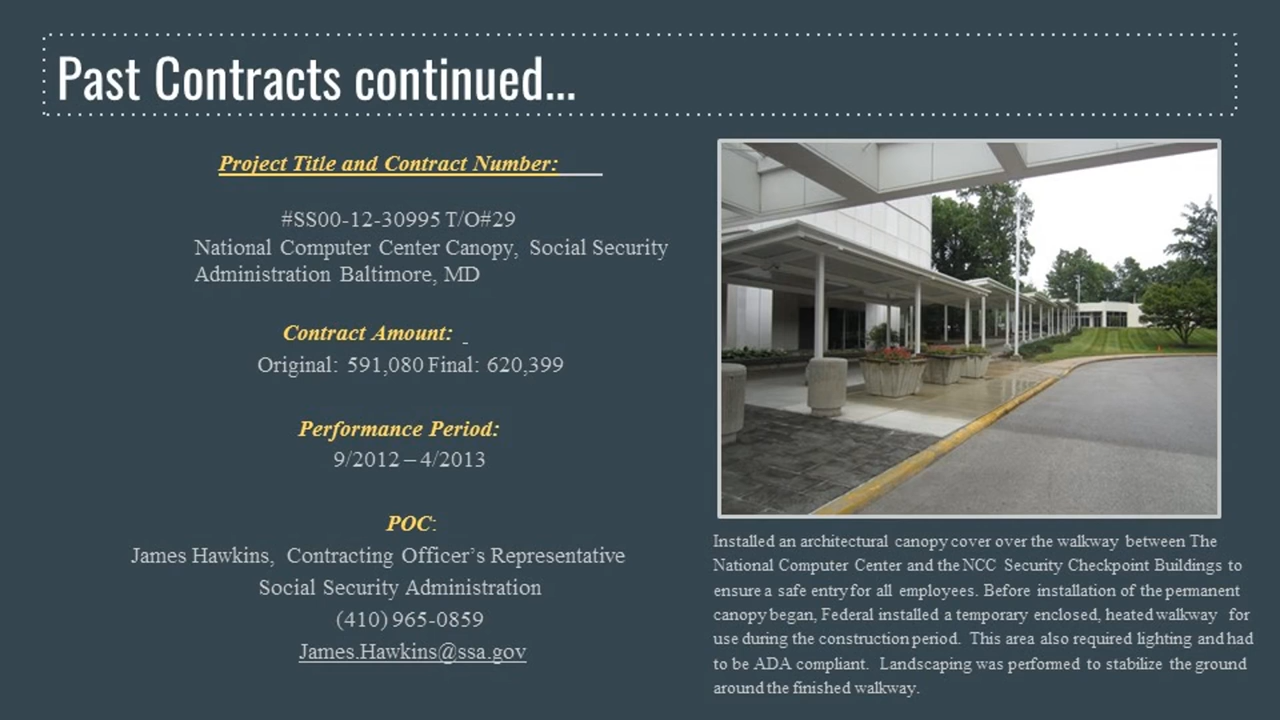 Past Contracts continued...
Project Title and Contract Number:
#SS00-12-30995 T/O#29
National Computer Center Canopy, Social Security
Administration Baltimore, MD
Contract Amount:
Original: 591,080 Final: 620,399
Performance Period:
9/2012 – 4/2013
POC:
James Hawkins, Contracting Officer’s Representative
Social Security Administration
(410) 965-0859
James.Hawkins@ssa.gov
Installed an architectural canopy cover over the walkway between The
National Computer Center and the NCC Security Checkpoint Buildings to
ensure a safe entry for all employees. Before installation of the permanent
canopy began, Federal installed a temporary enclosed, heated walkway for
use during the construction period. This area also required lighting and had
to be ADA compliant. Landscaping was performed to stabilize the ground
around the finished walkway.